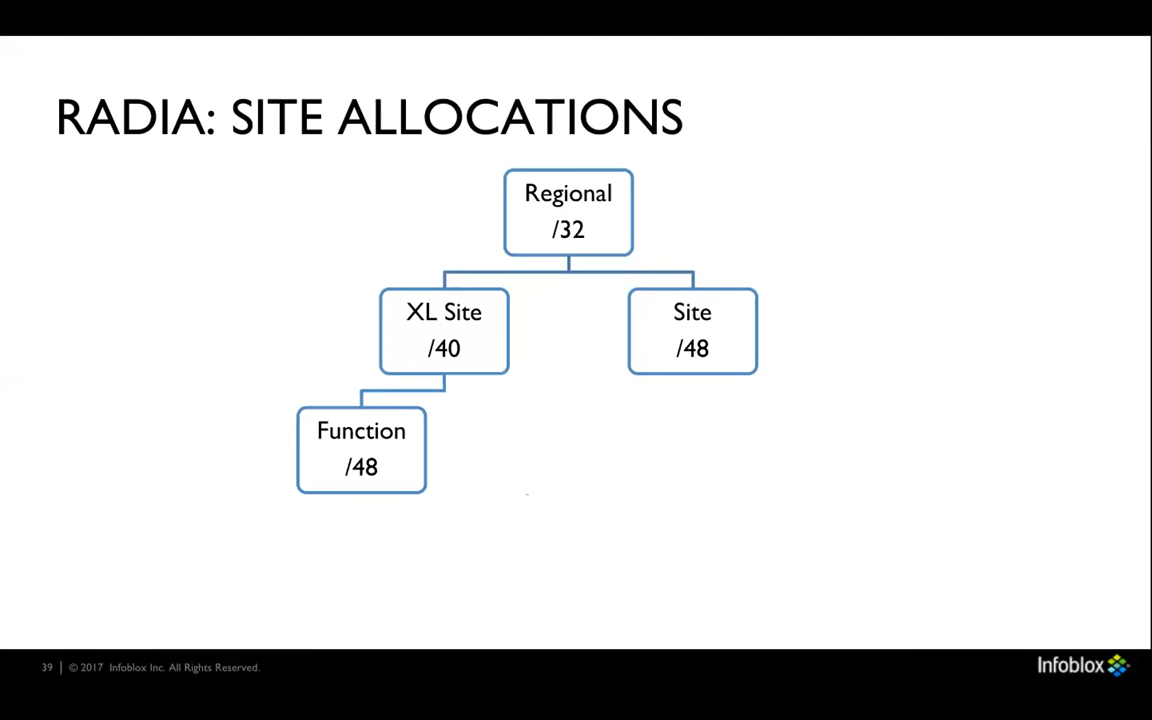 RADIA: SITE ALLOCATIONS
Regional
/32
XL Site
/40
Site
/48
Function
/48
39 | © 2017 Infoblox Inc. All Rights Reserved.
Infoblox